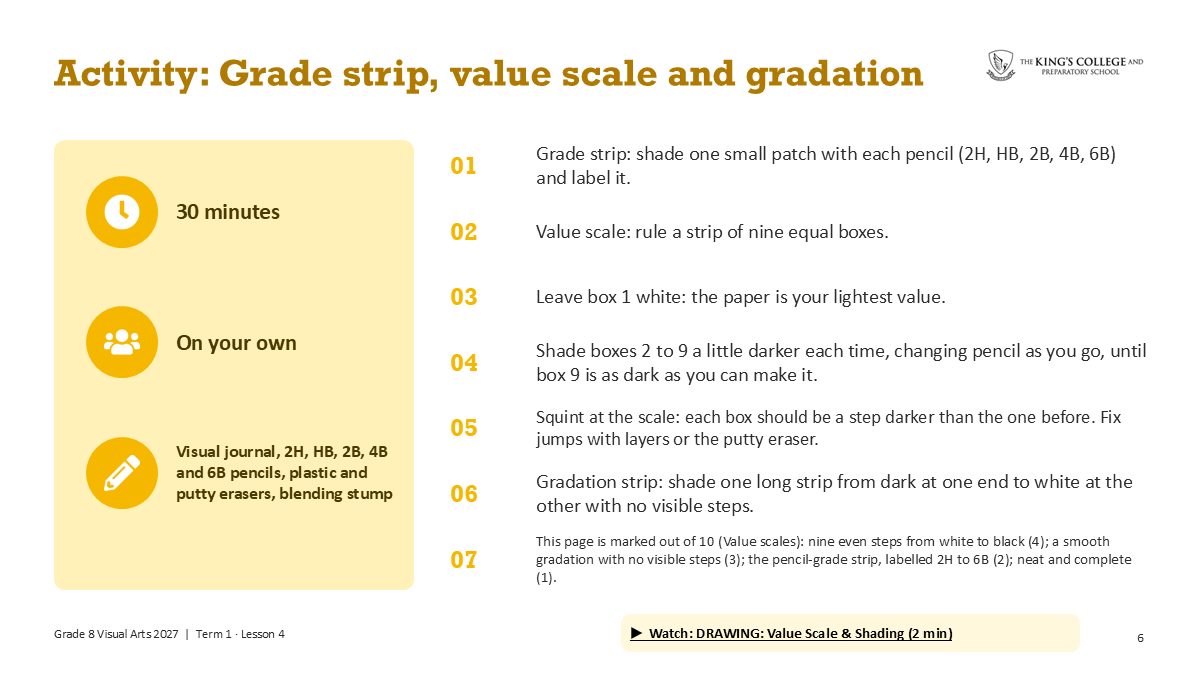 Activity: Grade strip, value scale and gradation
THE KING'S COLLEGE AND
PREPARATORY SCHOOL
30 minutes
On your own
Visual journal, 2H, HB, 2B, 4B
and 6B pencils, plastic and
putty erasers, blending stump
01
Grade strip: shade one small patch with each pencil (2H, HB, 2B, 4B, 6B)
and label it.
02
Value scale: rule a strip of nine equal boxes.
03
Leave box 1 white: the paper is your lightest value.
04
Shade boxes 2 to 9 a little darker each time, changing pencil as you go, until
box 9 is as dark as you can make it.
05
Squint at the scale: each box should be a step darker than the one before. Fix
jumps with layers or the putty eraser.
06
Gradation strip: shade one long strip from dark at one end to white at the
other with no visible steps.
07
This page is marked out of 10 (Value scales): nine even steps from white to black (4); a smooth
gradation with no visible steps (3); the pencil-grade strip, labelled 2H to 6B (2); neat and complete
(1).
Grade 8 Visual Arts 2027 | Term 1 · Lesson 4
▶ Watch: DRAWING: Value Scale & Shading (2 min)
6